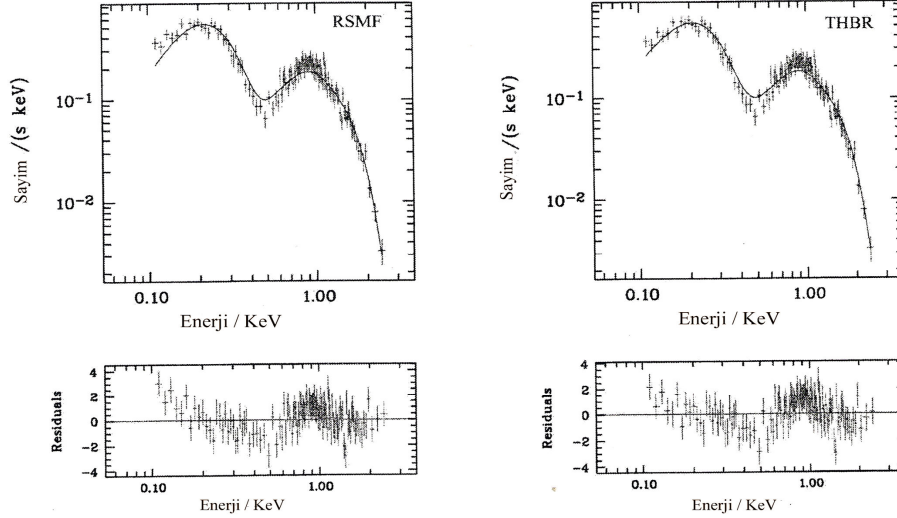 RSMF
Sayim /(s keV)
10⁻¹
10⁻²
0.10 1.00
Enerji / KeV
Residuals
4
2
0
−2
−4
0.10 1.00
Enerji / KeV
THBR
Sayim /(s keV)
10⁻¹
10⁻²
0.10 1.00
Enerji / KeV
Residuals
4
2
0
−2
−4
0.10 1.00
Enerji / KeV